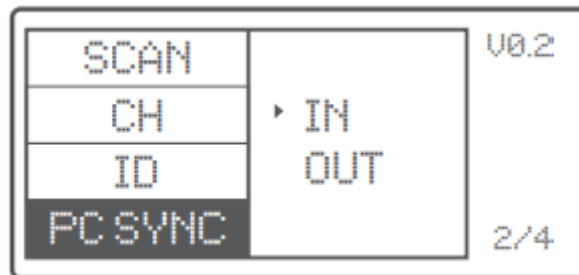 SCAN
CH
ID
PC SYNC
IN
OUT
V0.2
2/4